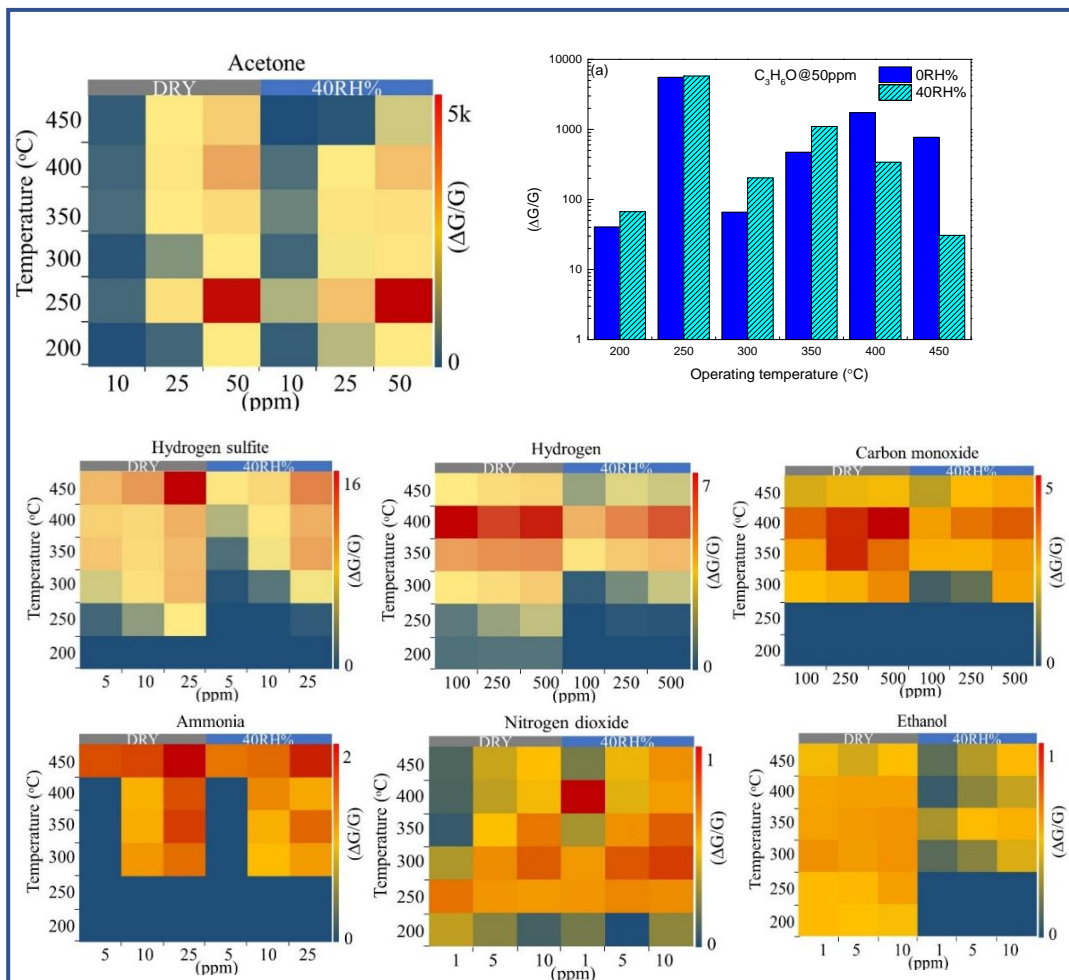 Acetone
DRY 40RH%
5k
0
(ΔG/G)
Temperature (°C)
450
400
350
300
250
200
10 25 50 10 25 50
(ppm)
(a)
C3H6O@50ppm
0RH%
40RH%
(ΔG/G)
10000
1000
100
10
1
200 250 300 350 400 450
Operating temperature (°C)
Hydrogen sulfite
DRY 40RH%
16
0
(ΔG/G)
Temperature (°C)
450
400
350
300
250
200
5 10 25 5 10 25
(ppm)
Hydrogen
DRY 40RH%
7
0
(ΔG/G)
Temperature (°C)
450
400
350
300
250
200
100 250 500 100 250 500
(ppm)
Carbon monoxide
DRY 40RH%
5
0
(ΔG/G)
Temperature (°C)
450
400
350
300
250
200
100 250 500 100 250 500
(ppm)
Ammonia
DRY 40RH%
2
0
(ΔG/G)
Temperature (°C)
450
400
350
300
250
200
5 10 25 5 10 25
(ppm)
Nitrogen dioxide
DRY 40RH%
1
0
(ΔG/G)
Temperature (°C)
450
400
350
300
250
200
1 5 10 1 5 10
(ppm)
Ethanol
DRY 40RH%
1
0
(ΔG/G)
Temperature (°C)
450
400
350
300
250
200
1 5 10 1 5 10
(ppm)